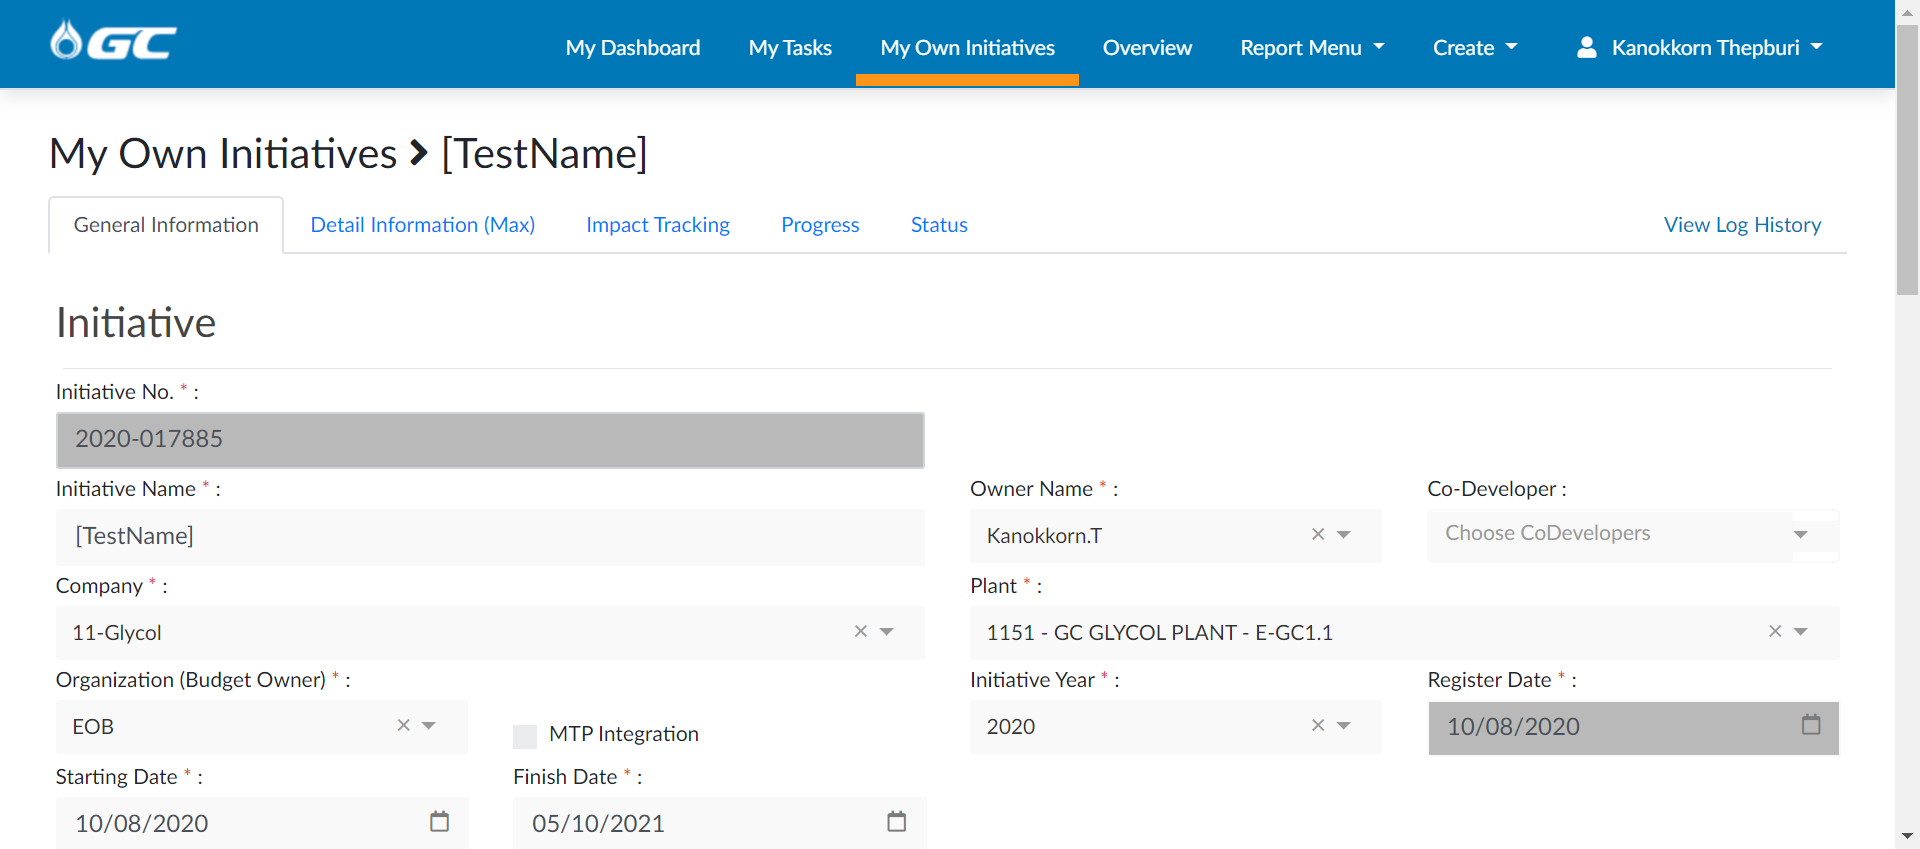 GC My Dashboard My Tasks My Own Initiatives Overview Report Menu Create Kanokkorn Thepburi
My Own Initiatives > [TestName]
General Information Detail Information (Max) Impact Tracking Progress Status View Log History
Initiative
Initiative No. * :
2020-017885
Initiative Name * : Owner Name * : Co-Developer :
[TestName] Kanokkorn.T × Choose CoDevelopers
Company * : Plant * :
11-Glycol × 1151 - GC GLYCOL PLANT - E-GC1.1 ×
Organization (Budget Owner) * : Initiative Year * : Register Date * :
EOB × MTP Integration 2020 × 10/08/2020
Starting Date * : Finish Date * :
10/08/2020 05/10/2021